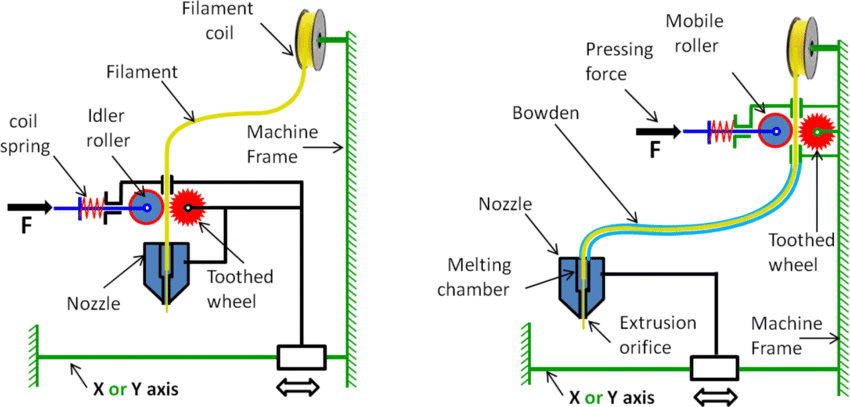 Filament
coil
Filament
Idler
roller
coil
spring
Machine
Frame
F
Nozzle
Toothed
wheel
X or Y axis
Mobile
roller
Pressing
force
Bowden
F
Nozzle
Toothed
wheel
Melting
chamber
Extrusion
orifice
Machine
Frame
X or Y axis